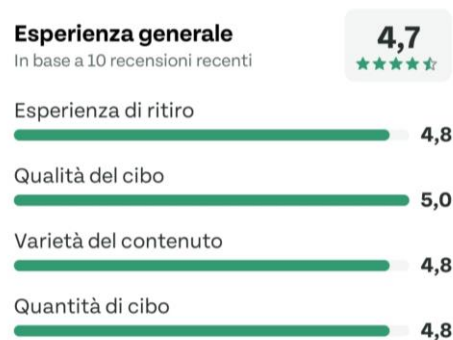 Esperienza generale
In base a 10 recensioni recenti
4,7
Esperienza di ritiro
4,8
Qualità del cibo
5,0
Varietà del contenuto
4,8
Quantità di cibo
4,8